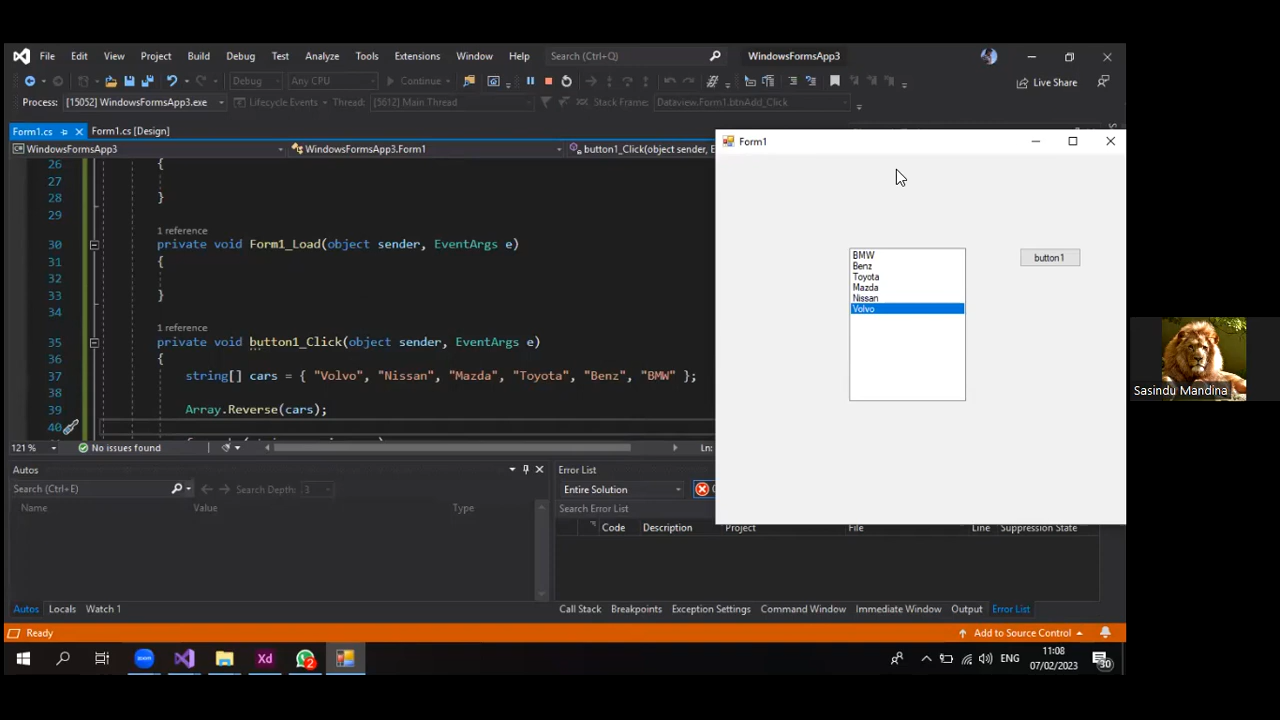 File Edit View Project Build Debug Test Analyze Tools Extensions Window Help Search (Ctrl+Q) WindowsFormsApp3
Debug Any CPU Continue Live Share
Process: [15052] WindowsFormsApp3.exe Lifecycle Events Thread: [5612] Main Thread Stack Frame: Dataview.Form1.btnAdd_Click
Form1.cs Form1.cs [Design]
WindowsFormsApp3 WindowsFormsApp3.Form1 button1_Click(object sender, E
26 {
27
28 }
29
1 reference
30 private void Form1_Load(object sender, EventArgs e)
31 {
32
33 }
34
1 reference
35 private void button1_Click(object sender, EventArgs e)
36 {
37 string[] cars = { "Volvo", "Nissan", "Mazda", "Toyota", "Benz", "BMW" };
38
39 Array.Reverse(cars);
40
121 % No issues found Ln:
Form1
BMW
Benz
Toyota
Mazda
Nissan
Volvo
button1
Sasindu Mandina
Autos
Search (Ctrl+E) Search Depth: 3
Name Value Type
Error List
Entire Solution
Search Error List
Code Description Project File Line Suppression State
Autos Locals Watch 1
Call Stack Breakpoints Exception Settings Command Window Immediate Window Output Error List
Ready Add to Source Control
zoom Xd 2 ENG 11:08
07/02/2023 30